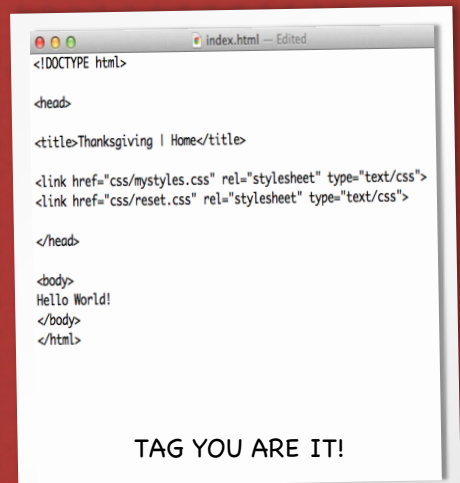 index.html — Edited
<!DOCTYPE html>
<head>
<title>Thanksgiving | Home</title>
<link href="css/mystyles.css" rel="stylesheet" type="text/css">
<link href="css/reset.css" rel="stylesheet" type="text/css">
</head>
<body>
Hello World!
</body>
</html>
TAG YOU ARE IT!